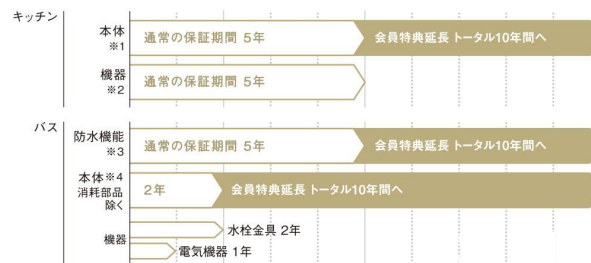 キッチン
本体
※1
通常の保証期間 5年
会員特典延長 トータル10年間へ
機器
※2
通常の保証期間 5年
バス
防水機能
※3
通常の保証期間 5年
会員特典延長 トータル10年間へ
本体※4
消耗部品
除く
2年
会員特典延長 トータル10年間へ
機器
水栓金具 2年
電気機器 1年